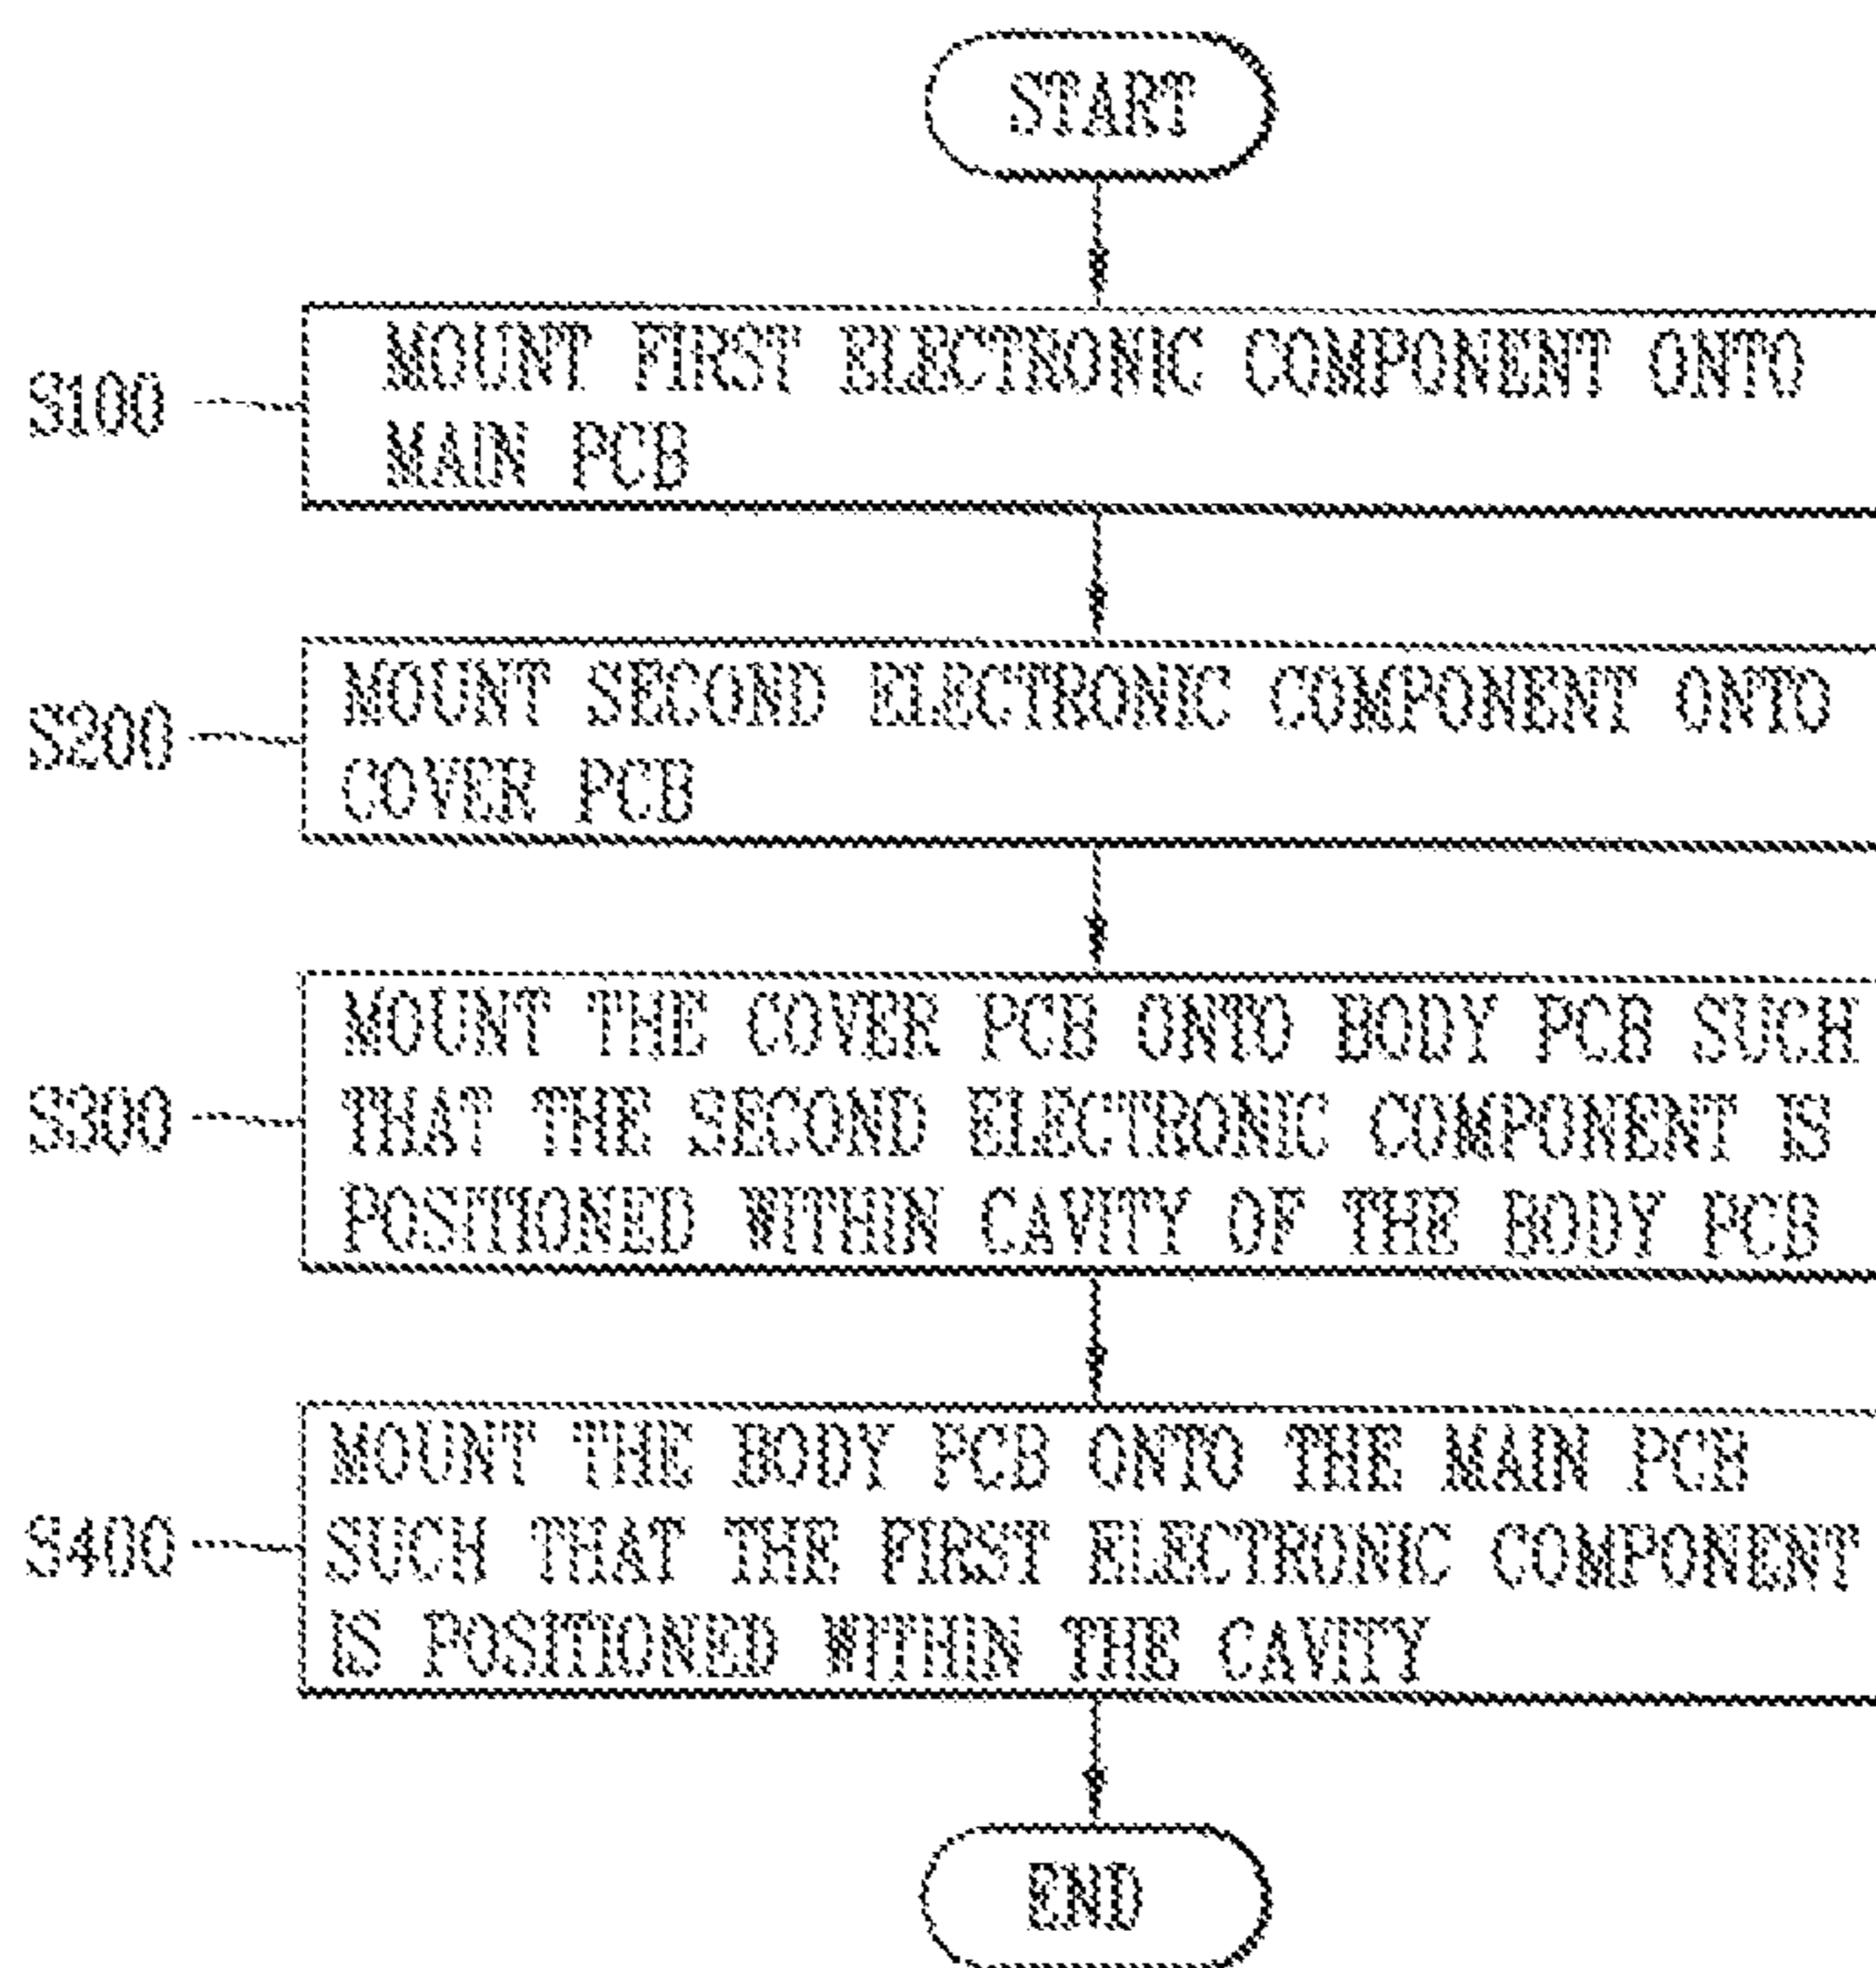 START
S100
MOUNT FIRST ELECTRONIC COMPONENT ONTO
MAIN PCB
S200
MOUNT SECOND ELECTRONIC COMPONENT ONTO
COVER PCB
S300
MOUNT THE COVER PCB ONTO BODY PCB SUCH
THAT THE SECOND ELECTRONIC COMPONENT IS
POSITIONED WITHIN CAVITY OF THE BODY PCB
S400
MOUNT THE BODY PCB ONTO THE MAIN PCB
SUCH THAT THE FIRST ELECTRONIC COMPONENT
IS POSITIONED WITHIN THE CAVITY
END